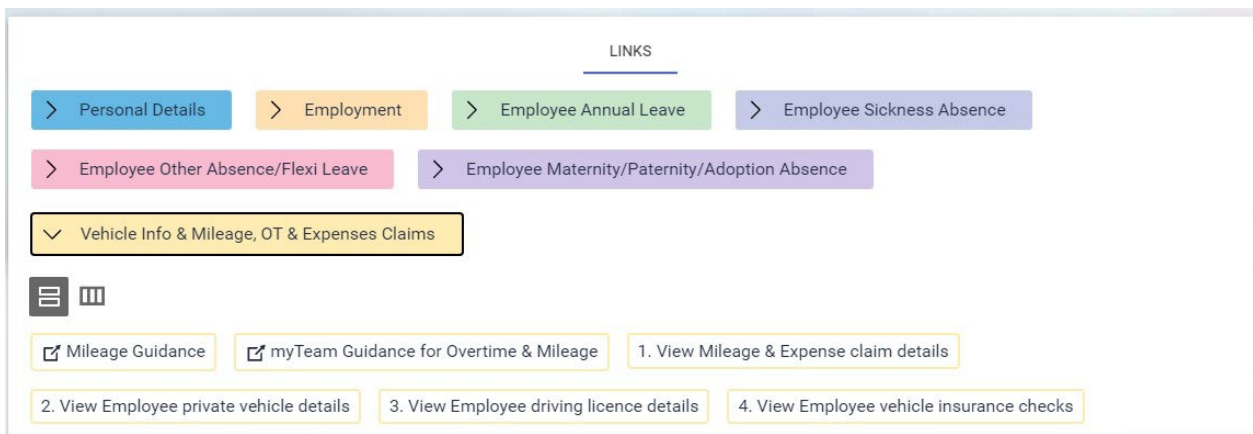 LINKS
Personal Details Employment Employee Annual Leave Employee Sickness Absence
Employee Other Absence/Flexi Leave Employee Maternity/Paternity/Adoption Absence
Vehicle Info & Mileage, OT & Expenses Claims
Mileage Guidance myTeam Guidance for Overtime & Mileage 1. View Mileage & Expense claim details
2. View Employee private vehicle details 3. View Employee driving licence details 4. View Employee vehicle insurance checks